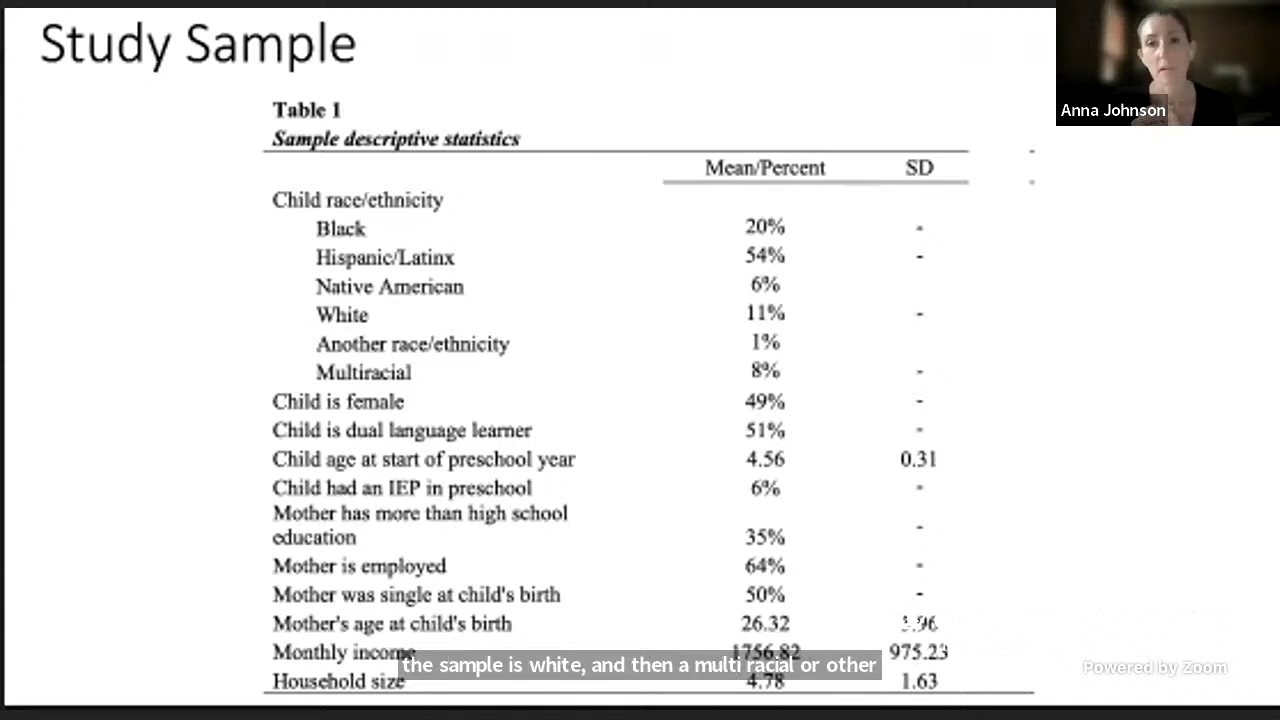 Study Sample
Anna Johnson
Table 1
Sample descriptive statistics
Mean/Percent SD
Child race/ethnicity
Black 20% -
Hispanic/Latinx 54% -
Native American 6%
White 11% -
Another race/ethnicity 1%
Multiracial 8% -
Child is female 49% -
Child is dual language learner 51% -
Child age at start of preschool year 4.56 0.31
Child had an IEP in preschool 6% -
Mother has more than high school
education 35% -
Mother is employed 64% -
Mother was single at child's birth 50% -
Mother's age at child's birth 26.32
Monthly income 1756.82 975.23
the sample is white, and then a multi racial or other
Powered by Zoom
Household size 4.78 1.63